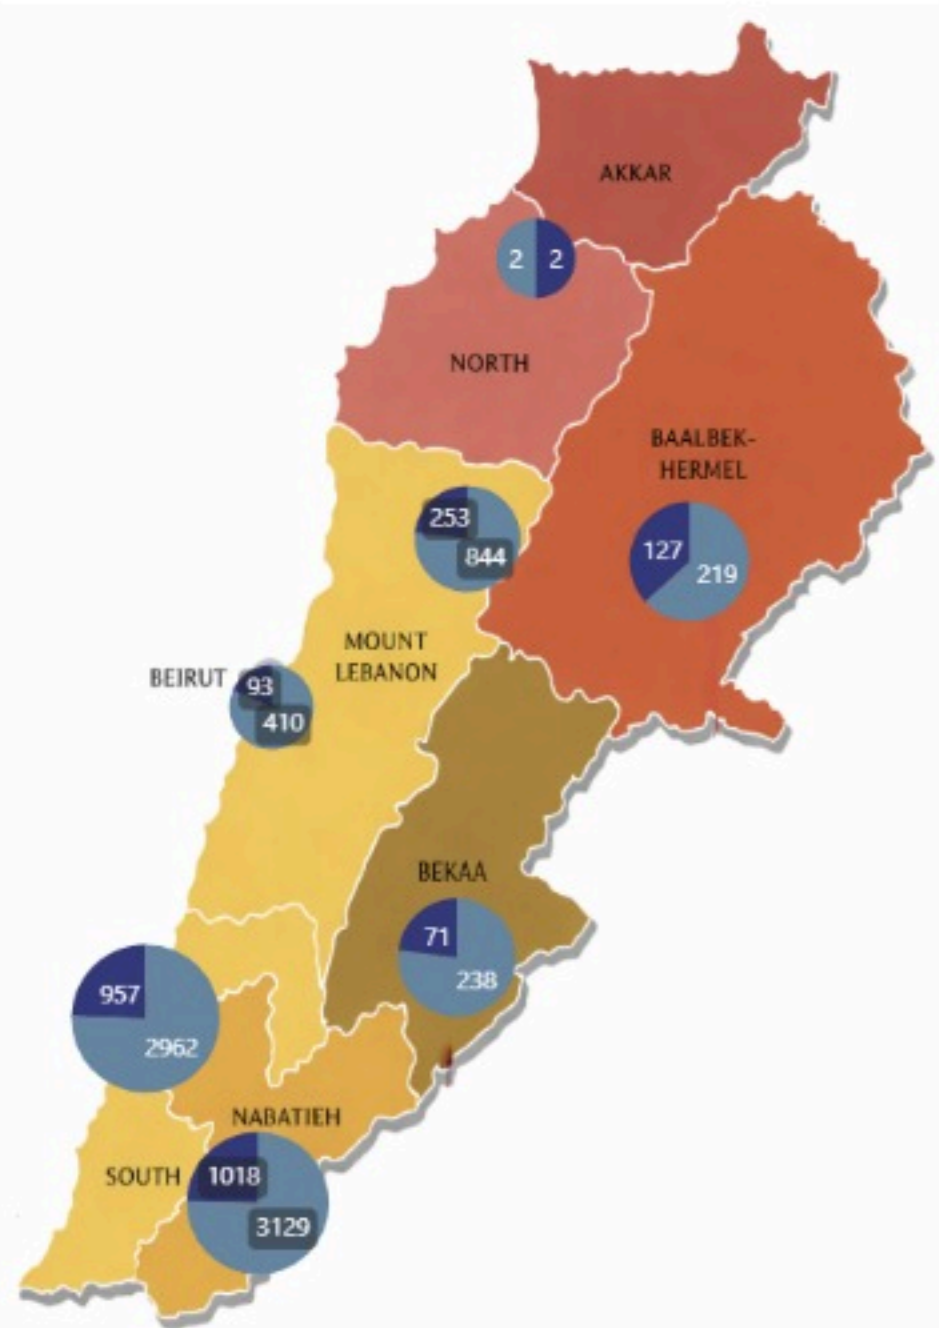 AKKAR
2 2
NORTH
BAALBEK-
HERMEL
253
844
127
219
MOUNT
LEBANON
BEIRUT
93
410
BEKAA
71
238
957
2962
NABATIEH
SOUTH
1018
3129